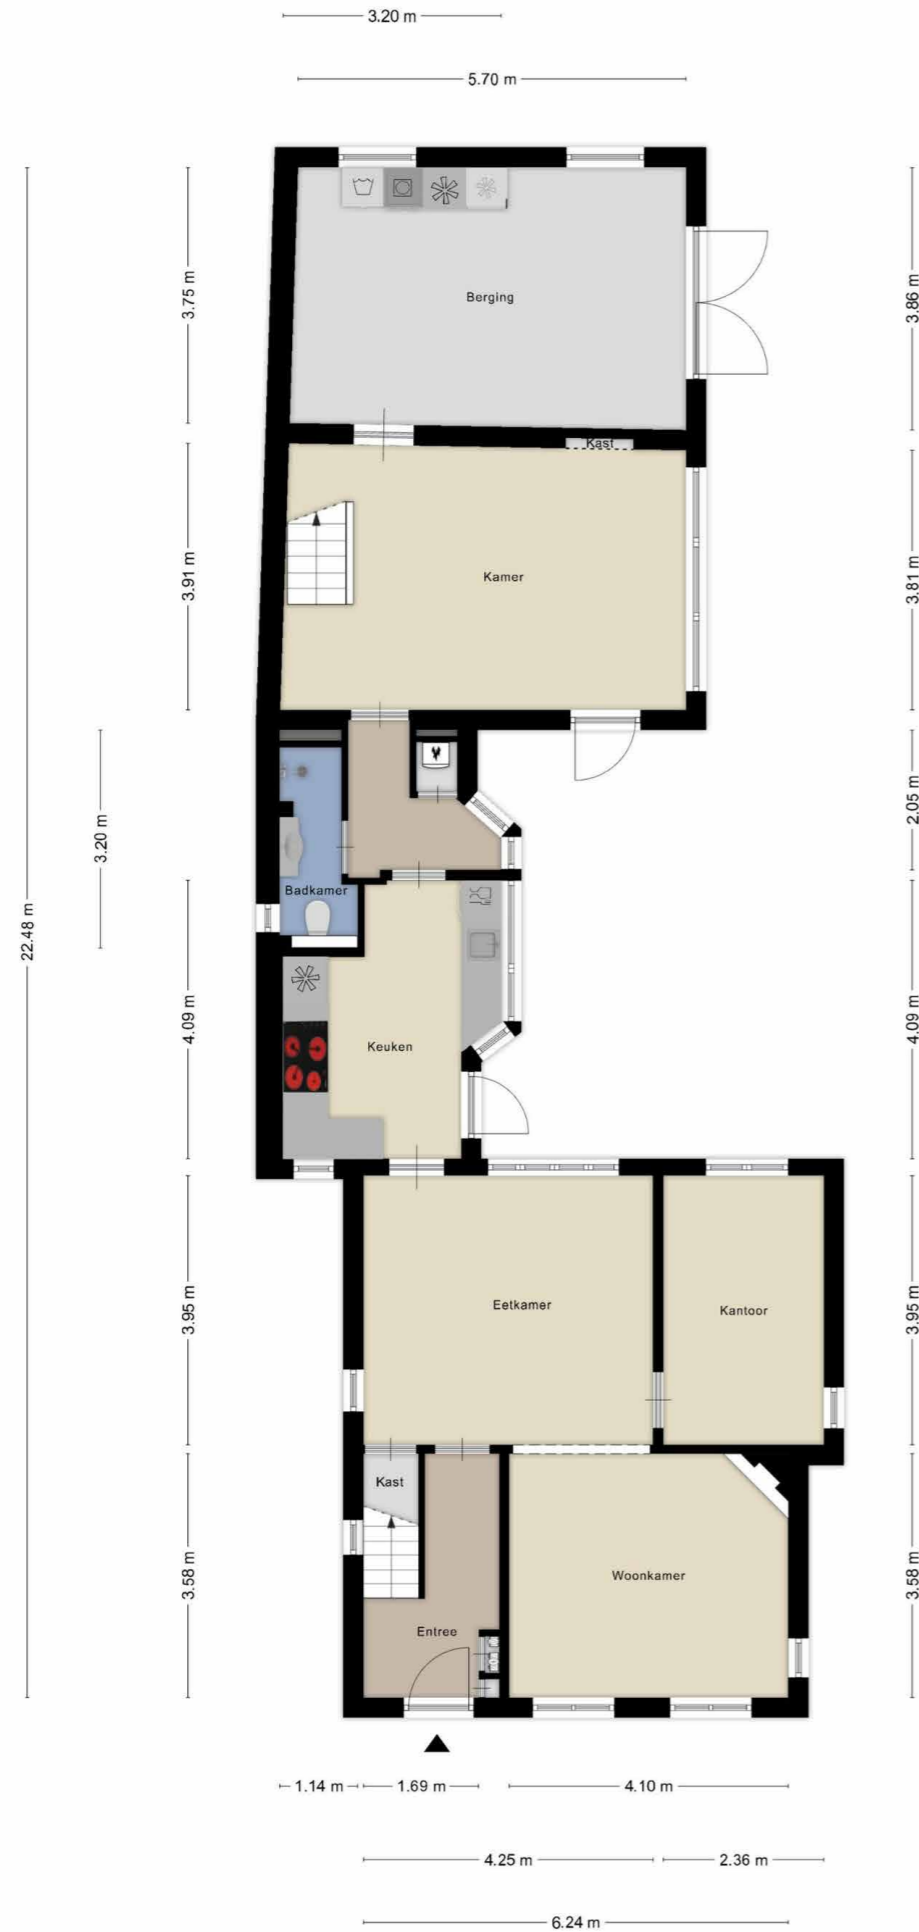 3.20 m
5.70 m
3.75 m
3.86 m
Berging
Kast
3.91 m
Kamer
3.81 m
2.05 m
3.20 m
Badkamer
22.48 m
4.09 m
Keuken
4.09 m
3.95 m
Eetkamer
Kantoor
3.95 m
Kast
3.58 m
Woonkamer
3.58 m
Entree
1.14 m
1.69 m
4.10 m
4.25 m
2.36 m
6.24 m